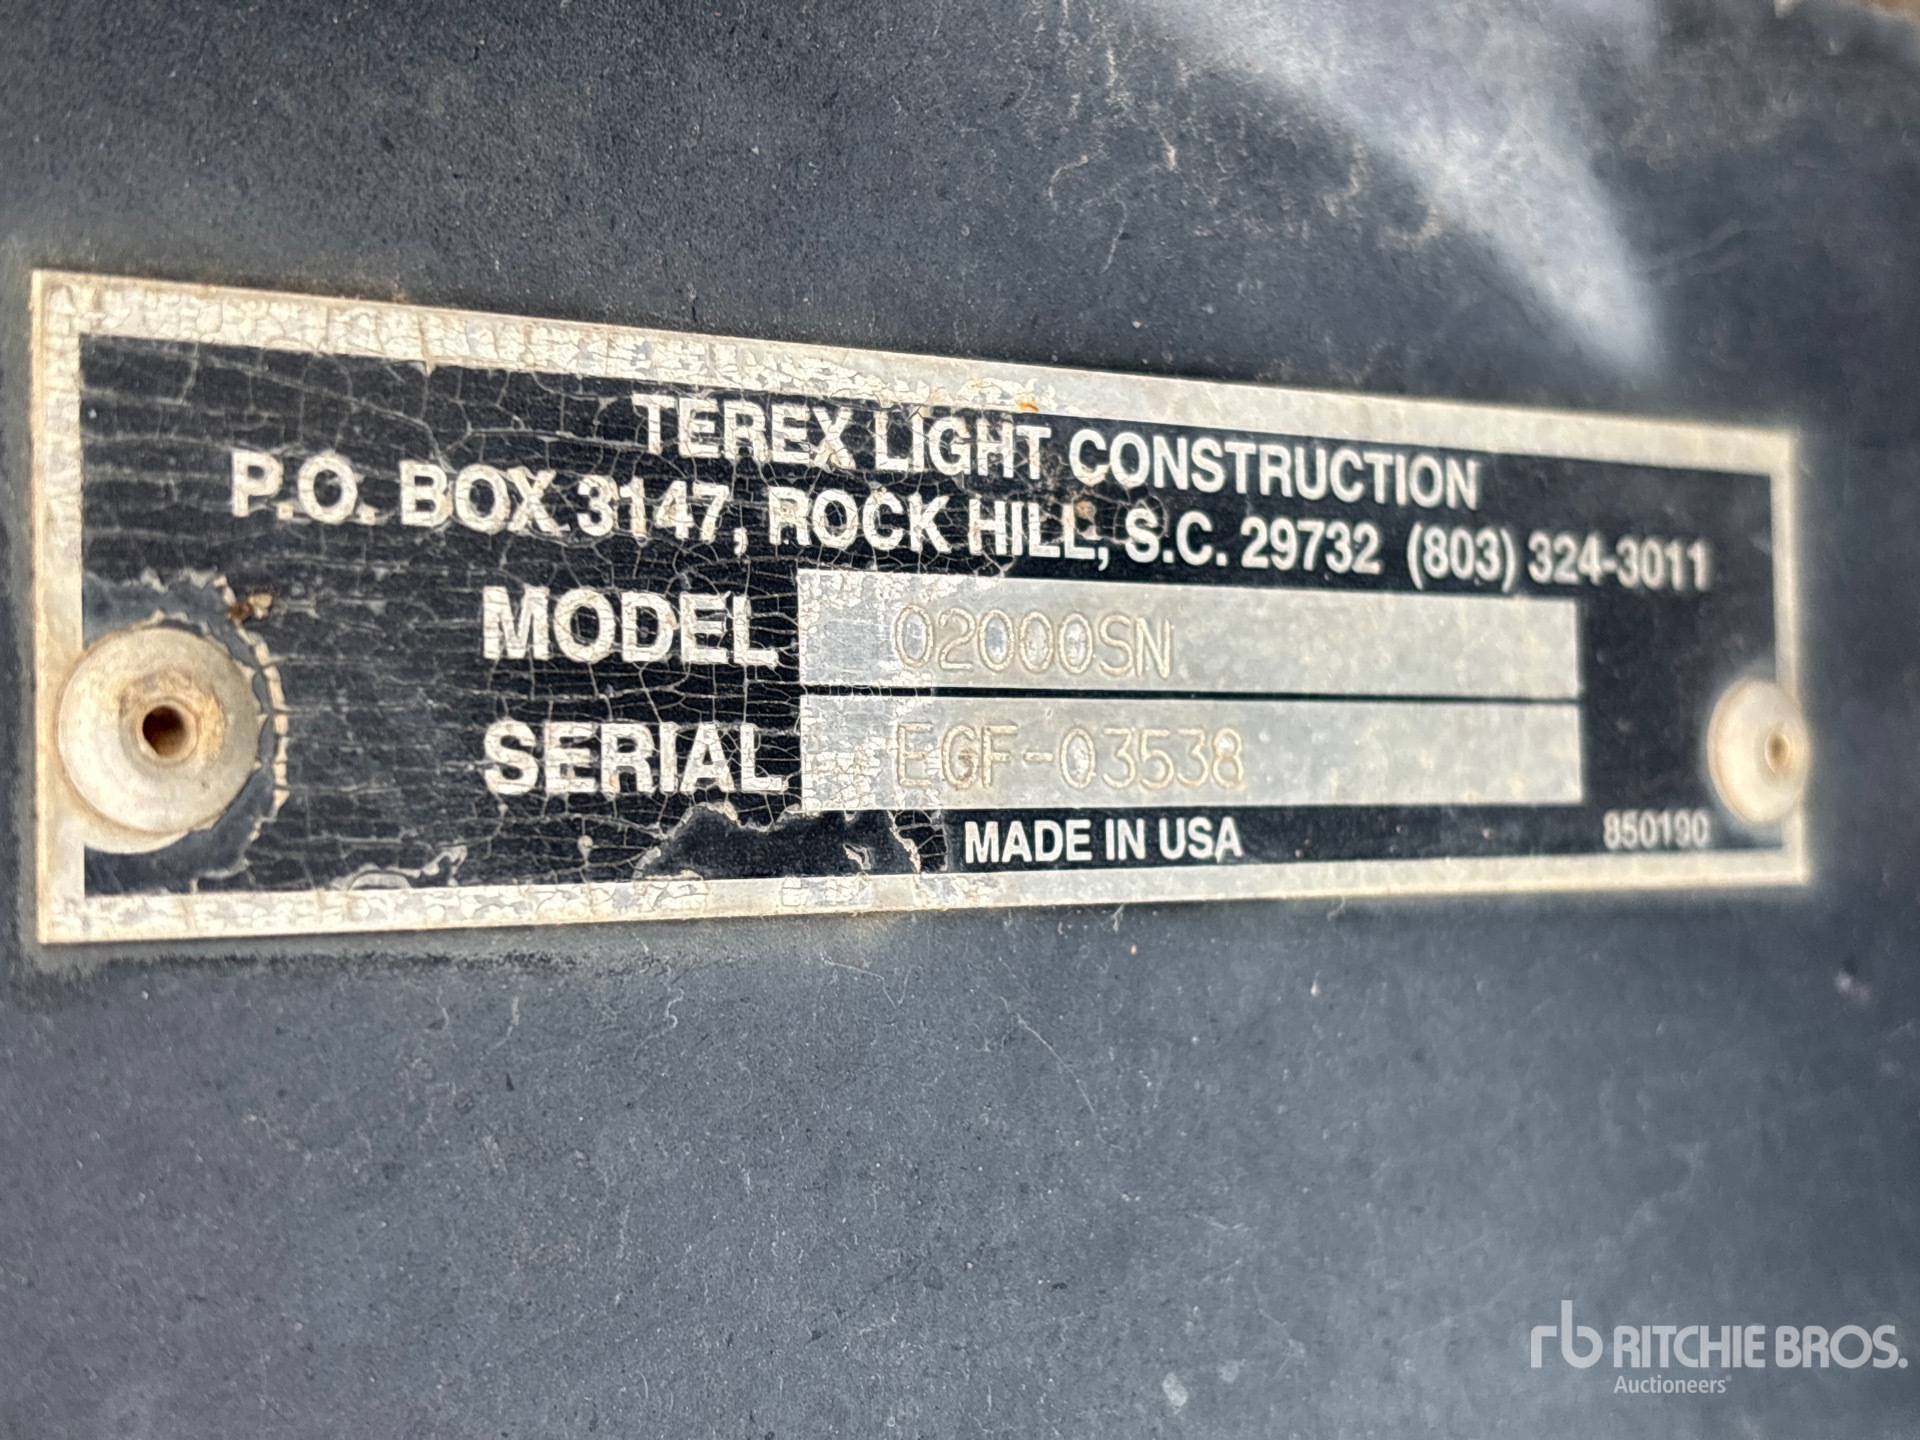 TEREX LIGHT CONSTRUCTION
P.O. BOX 3147, ROCK HILL, S.C. 29732 (803) 324-3011
MODEL 02000SN
SERIAL EGF-03538
MADE IN USA 850190
rb RITCHIE BROS.
Auctioneers